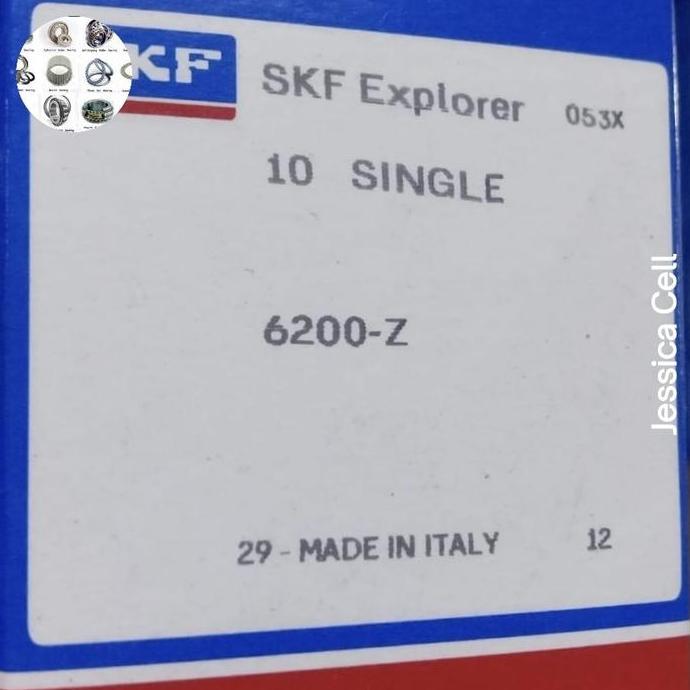 SKF
SKF Explorer 053X
10 SINGLE
6200-Z
29 - MADE IN ITALY 12
Jessica Cell